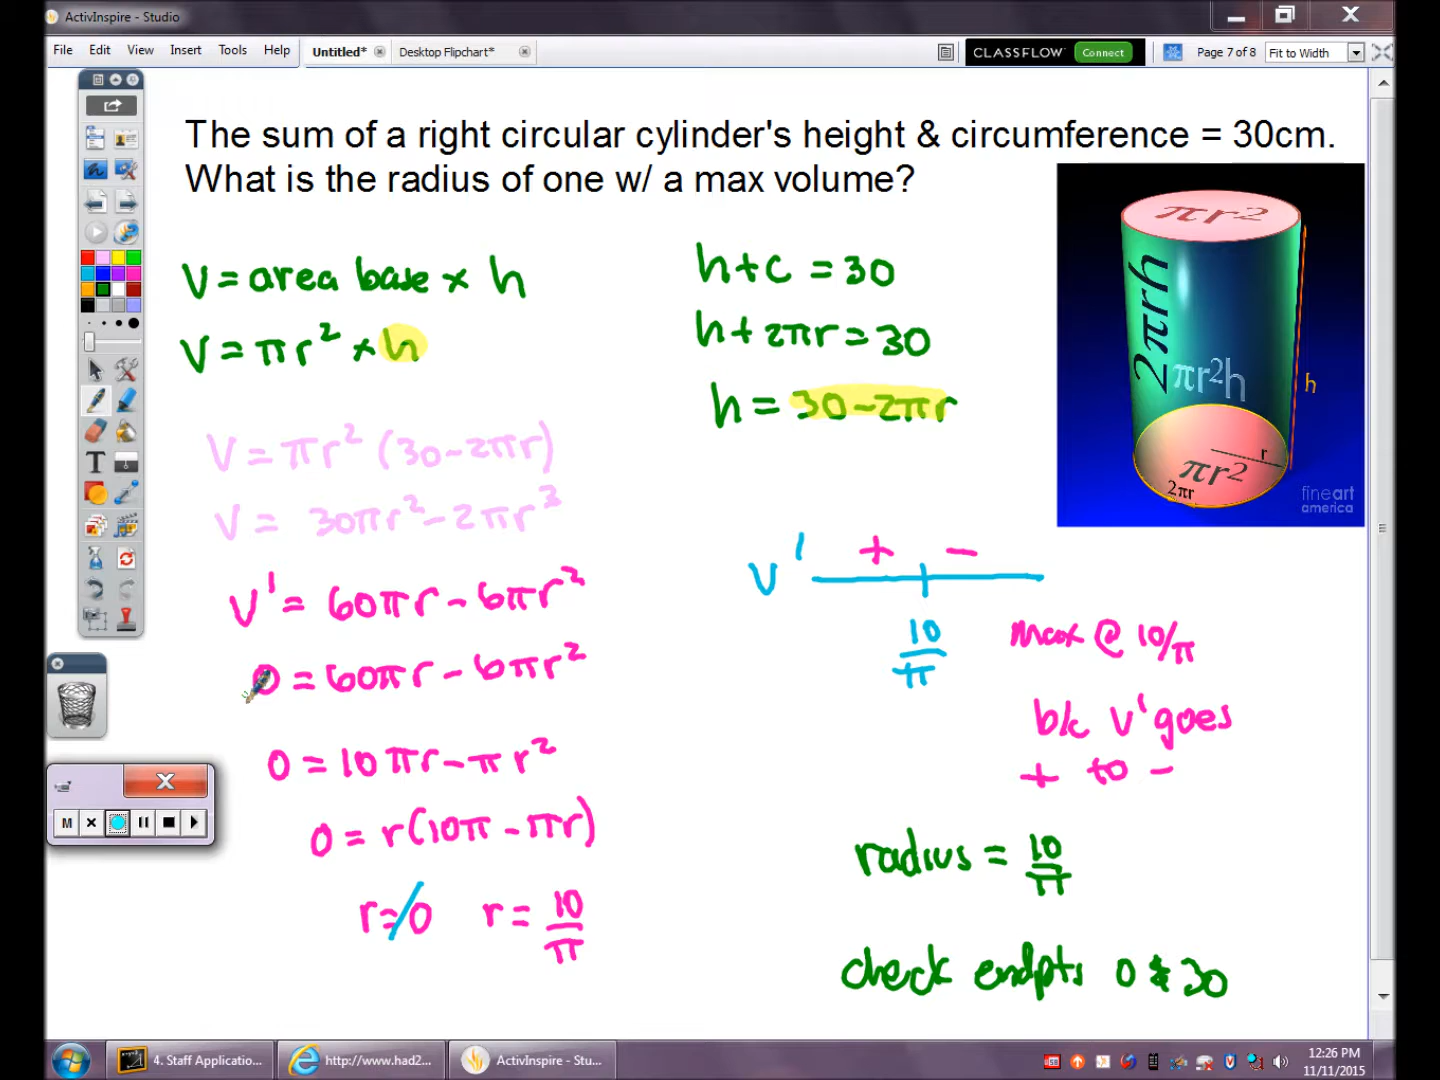 ActivInspire - Studio
File Edit View Insert Tools Help Untitled* Desktop Flipchart* CLASSFLOW Connect Page 7 of 8 Fit to Width
The sum of a right circular cylinder's height & circumference = 30cm.
What is the radius of one w/ a max volume?
V = area base × h
V = πr² × h
V = πr² (30-2πr)
V = 30πr² - 2πr³
V' = 60πr - 6πr²
0 = 60πr - 6πr²
0 = 10πr - πr²
0 = r(10π - πr)
r=0 r = 10/π
h+c = 30
h+2πr = 30
h = 30-2πr
πr²
2πrh
πr²h
h
r
πr²
2πr
fineart
america
V' + −
10/π
max @ 10/π
b/c V' goes
+ to −
radius = 10/π
check endpts 0 & 30
T
M
4. Staff Applicatio...
http://www.had2...
ActivInspire - Stu...
12:26 PM
11/11/2015